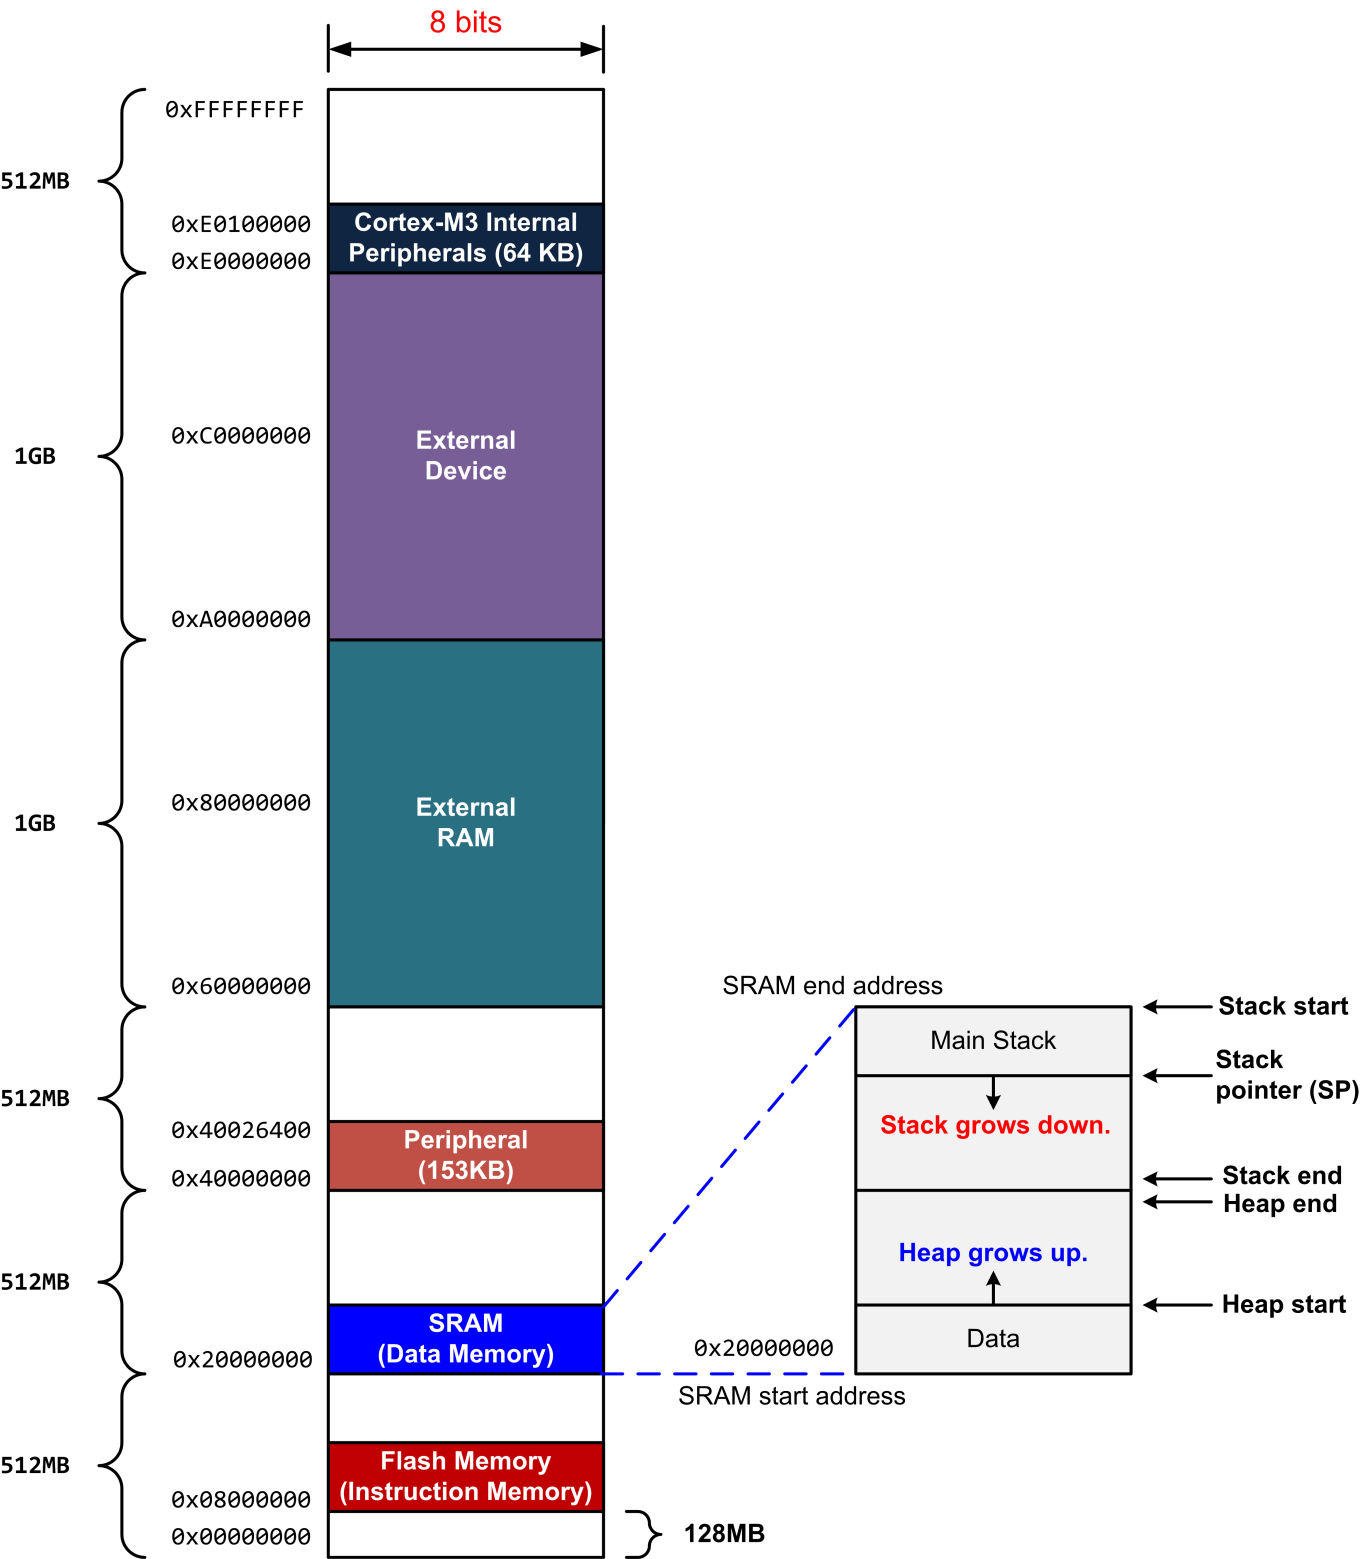 8 bits
0xFFFFFFFF
512MB
0xE0100000
Cortex-M3 Internal
Peripherals (64 KB)
0xE0000000
0xC0000000
External
Device
1GB
0xA0000000
0x80000000
External
RAM
1GB
0x60000000
SRAM end address
Stack start
Main Stack
Stack
pointer (SP)
512MB
Stack grows down.
0x40026400
Peripheral
(153KB)
0x40000000
Stack end
Heap end
Heap grows up.
512MB
Heap start
SRAM
(Data Memory)
Data
0x20000000
0x20000000
SRAM start address
512MB
Flash Memory
(Instruction Memory)
0x08000000
0x00000000
128MB